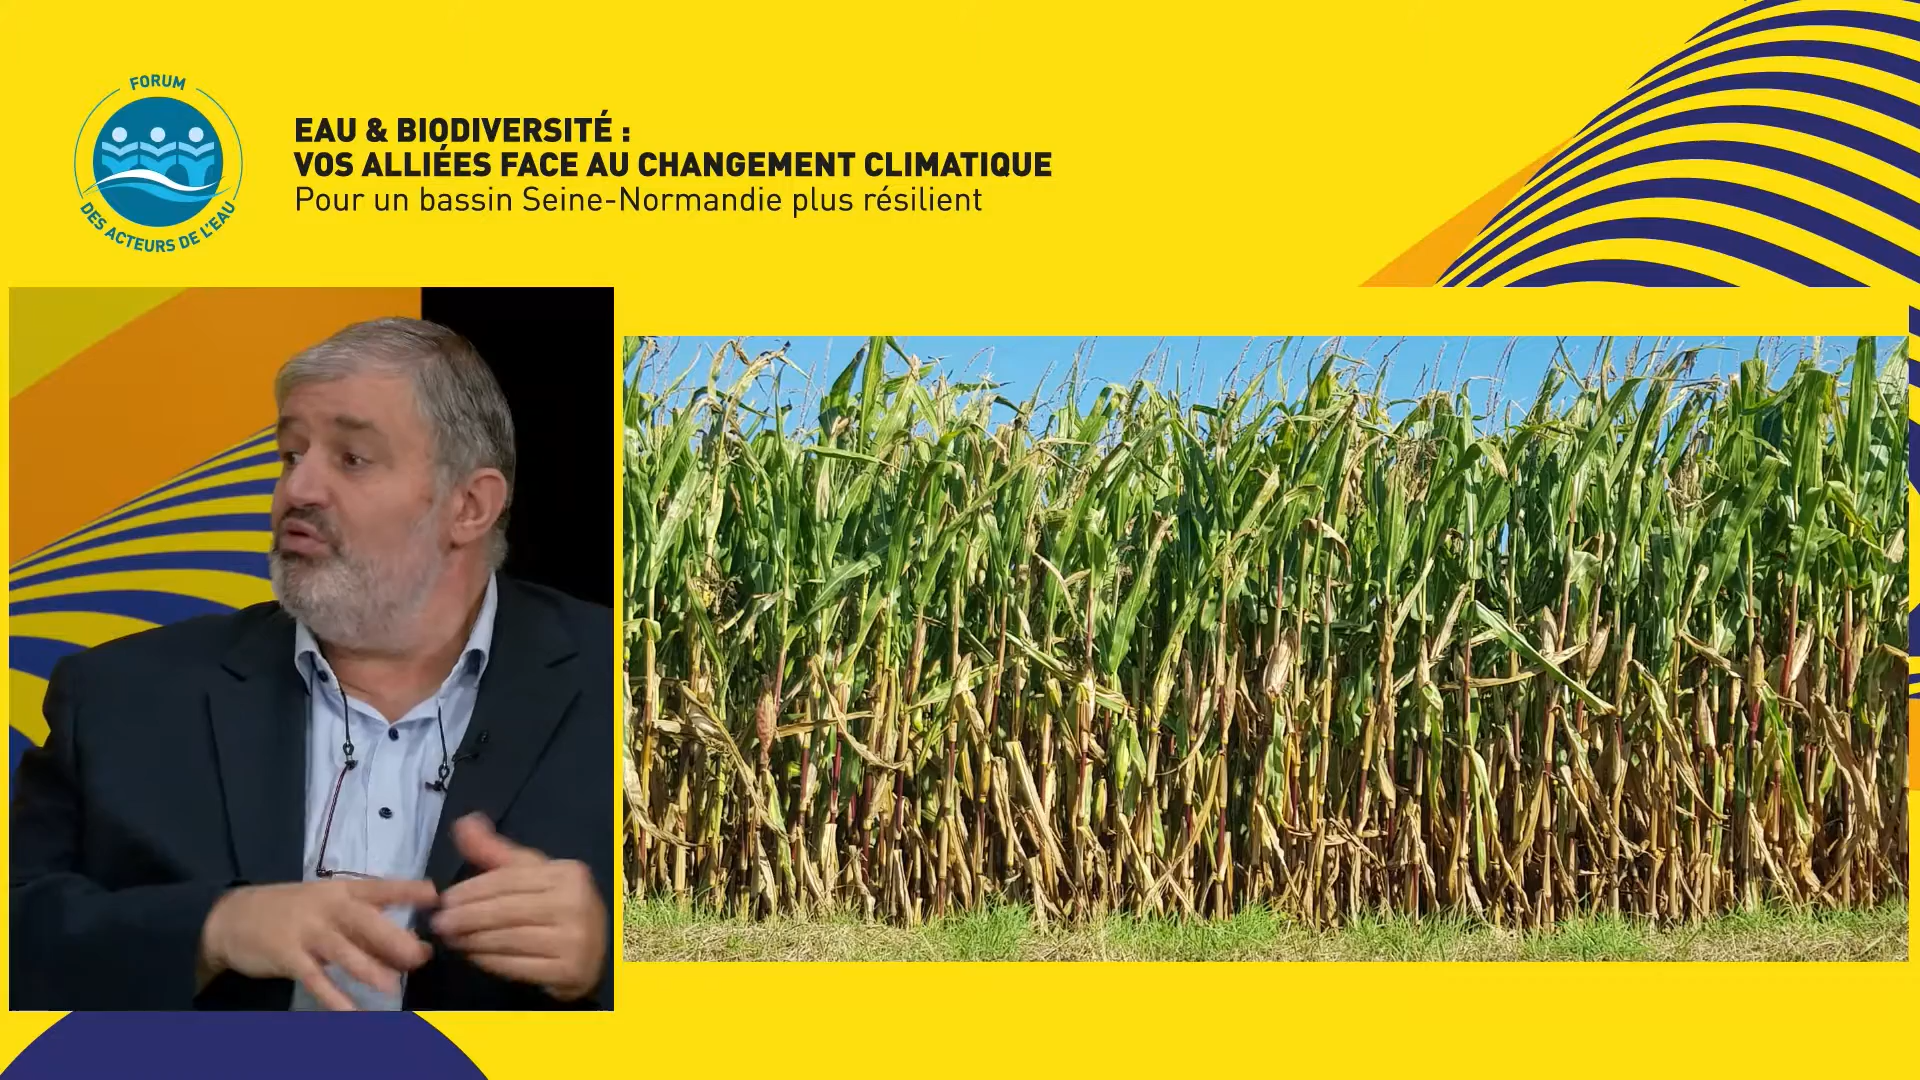 FORUM
DES ACTEURS DE L'EAU
EAU & BIODIVERSITÉ :
VOS ALLIÉES FACE AU CHANGEMENT CLIMATIQUE
Pour un bassin Seine-Normandie plus résilient